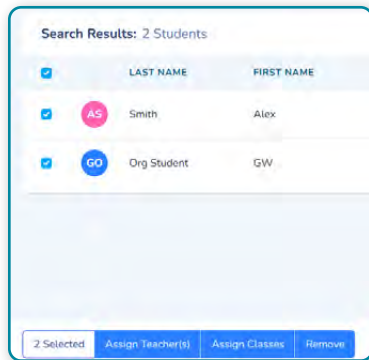 Search Results: 2 Students
LAST NAME FIRST NAME
AS Smith Alex
GO Org Student GW
2 Selected Assign Teacher(s) Assign Classes Remove